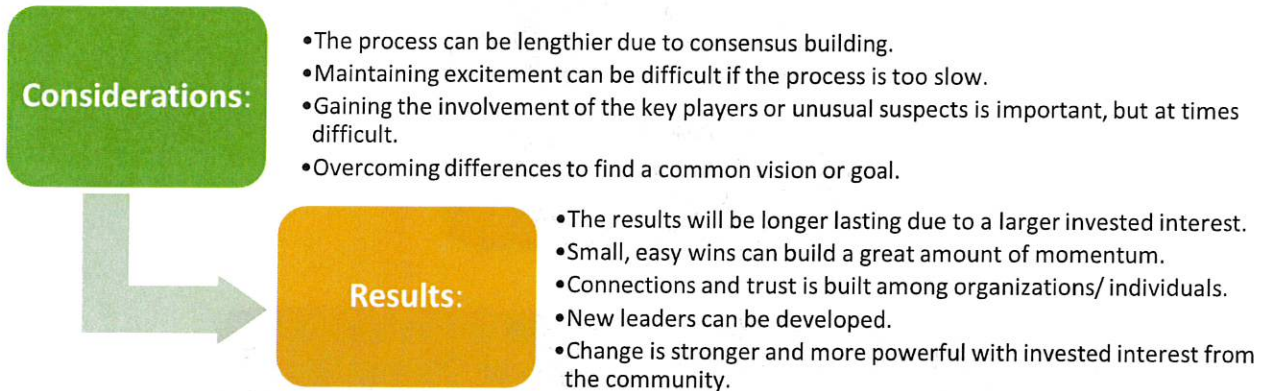 Considerations:
•The process can be lengthier due to consensus building.
•Maintaining excitement can be difficult if the process is too slow.
•Gaining the involvement of the key players or unusual suspects is important, but at times
difficult.
•Overcoming differences to find a common vision or goal.
Results:
•The results will be longer lasting due to a larger invested interest.
•Small, easy wins can build a great amount of momentum.
•Connections and trust is built among organizations/ individuals.
•New leaders can be developed.
•Change is stronger and more powerful with invested interest from
the community.